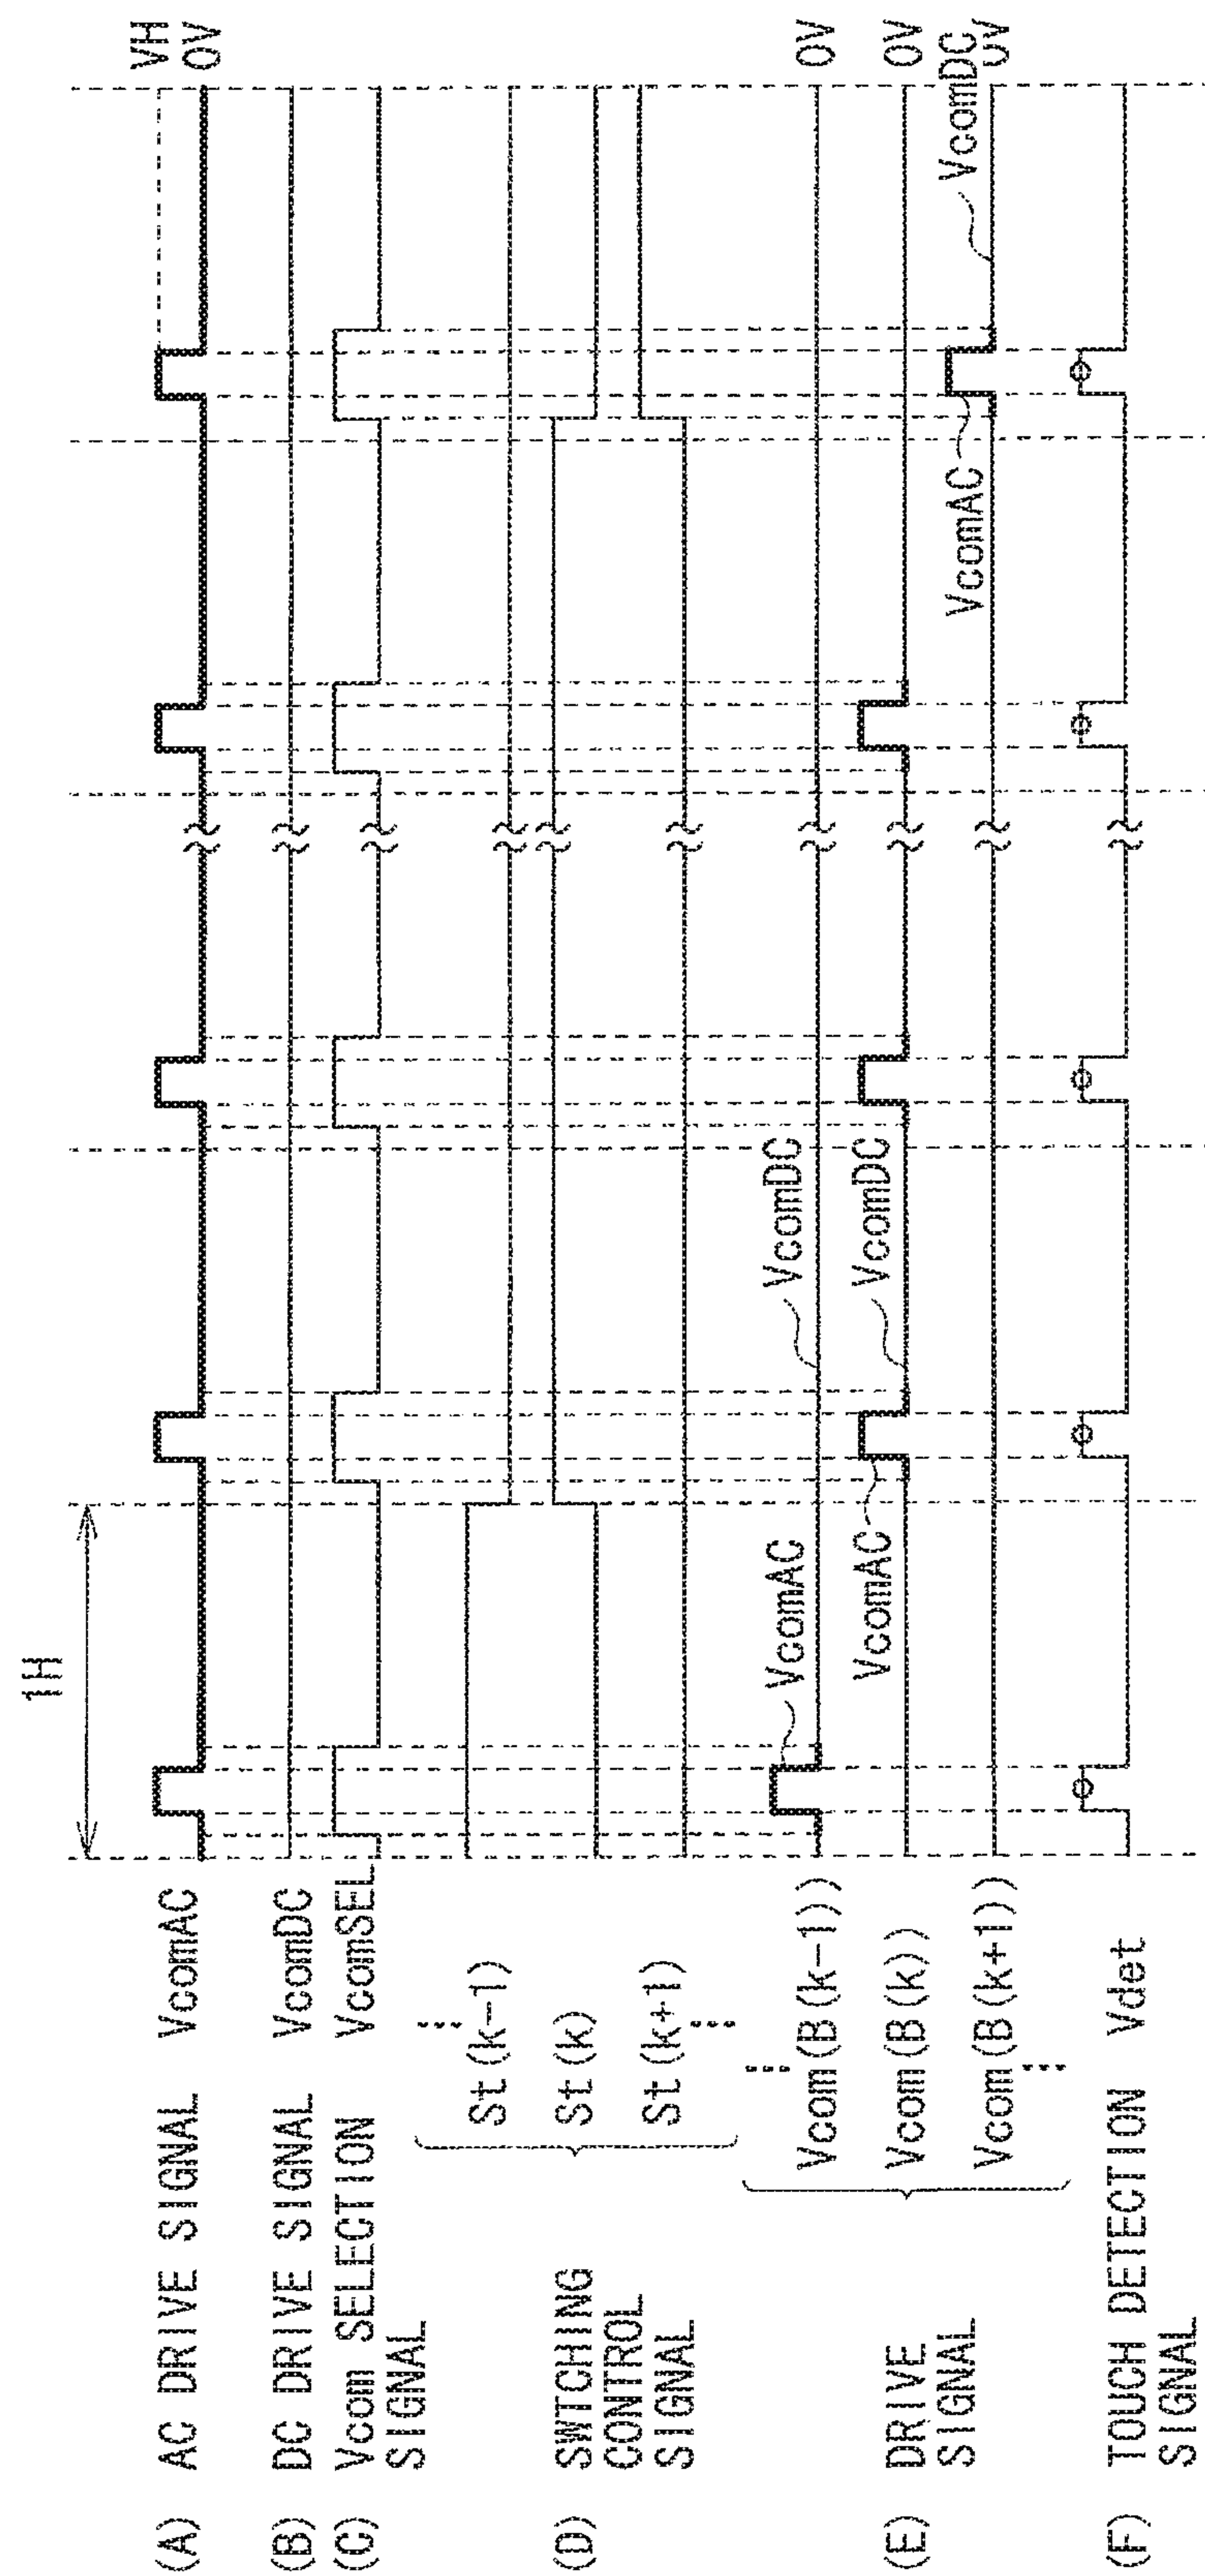 1H
(A) AC DRIVE SIGNAL VcomAC
VH
0V
(B) DC DRIVE SIGNAL VcomDC
(C) Vcom SELECTION VcomSEL
SIGNAL
(D) SWTCHING
CONTROL
SIGNAL
St(k-1)
St(k)
St(k+1)
(E) DRIVE
SIGNAL
Vcom(B(k-1))
VcomAC
VcomDC
0V
Vcom(B(k))
VcomAC
VcomDC
0V
Vcom(B(k+1))
VcomAC
VcomDC
0V
(F) TOUCH DETECTION Vdet
SIGNAL